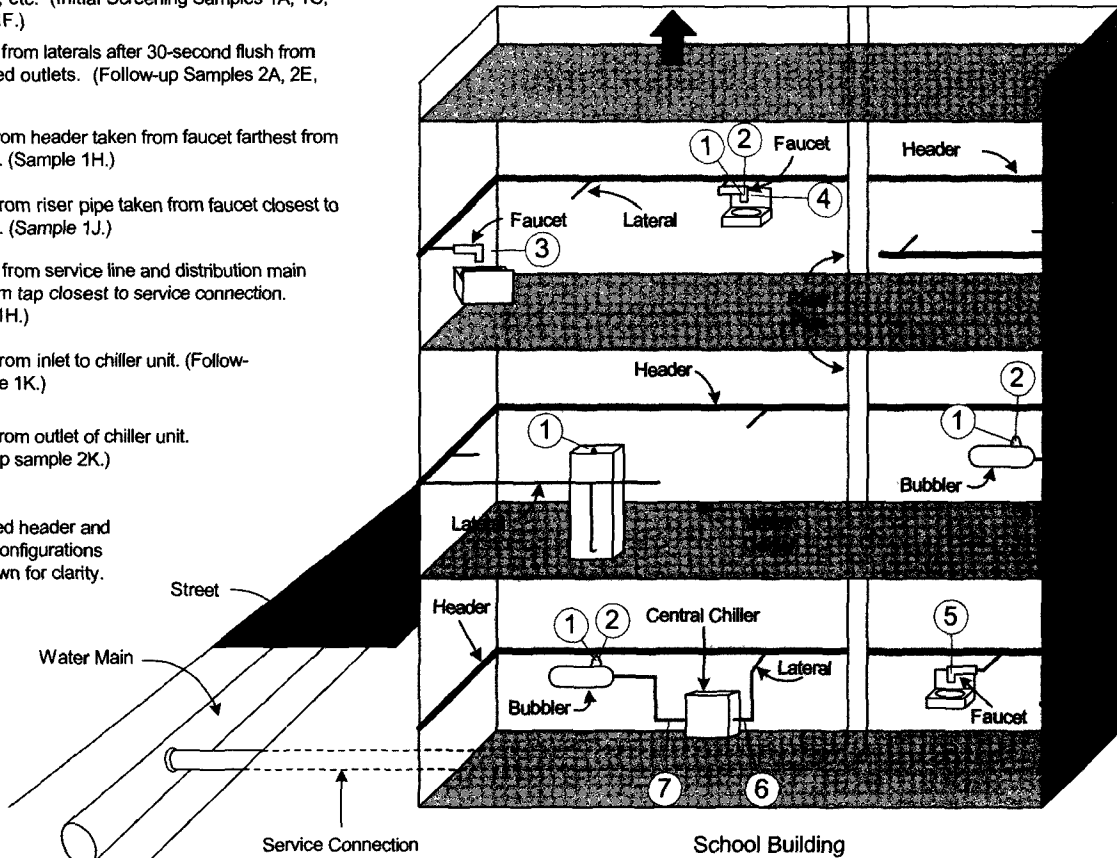 etc. (Initial Screening Samples 1A, 1C,
F.)
from laterals after 30-second flush from
ed outlets. (Follow-up Samples 2A, 2E,
rom header taken from faucet farthest from
. (Sample 1H.)
rom riser pipe taken from faucet closest to
. (Sample 1J.)
from service line and distribution main
m tap closest to service connection.
1H.)
rom inlet to chiller unit. (Follow-
e 1K.)
rom outlet of chiller unit.
p sample 2K.)
ed header and
onfigurations
wn for clarity.
1
2
Faucet
Header
4
Lateral
Faucet
3
Header
2
1
1
Bubbler
Lateral
Street
Header
1
2
Central Chiller
5
Water Main
Lateral
Bubbler
Faucet
7
6
Service Connection
School Building